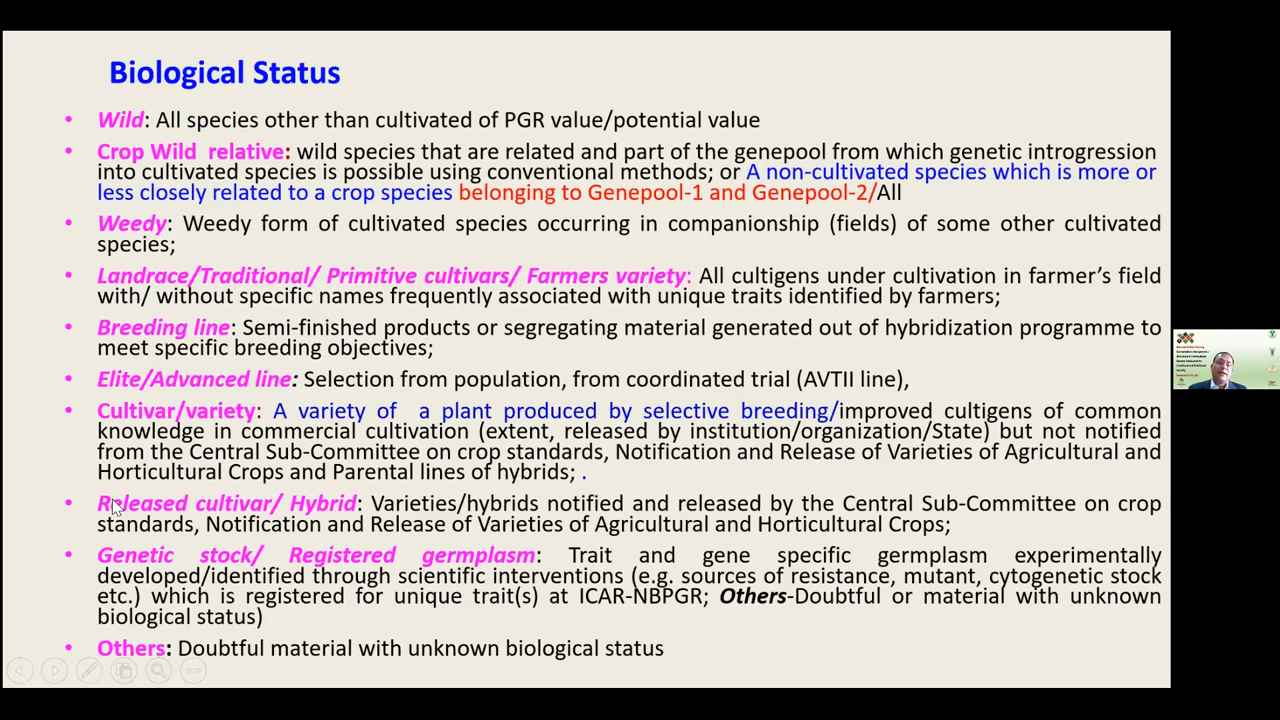 Biological Status
• Wild: All species other than cultivated of PGR value/potential value
• Crop Wild relative: wild species that are related and part of the genepool from which genetic introgression
into cultivated species is possible using conventional methods; or A non-cultivated species which is more or
less closely related to a crop species belonging to Genepool-1 and Genepool-2/All
• Weedy: Weedy form of cultivated species occurring in companionship (fields) of some other cultivated
species;
• Landrace/Traditional/ Primitive cultivars/ Farmers variety: All cultigens under cultivation in farmer's field
with/ without specific names frequently associated with unique traits identified by farmers;
• Breeding line: Semi-finished products or segregating material generated out of hybridization programme to
meet specific breeding objectives;
• Elite/Advanced line: Selection from population, from coordinated trial (AVTII line),
• Cultivar/variety: A variety of a plant produced by selective breeding/improved cultigens of common
knowledge in commercial cultivation (extent, released by institution/organization/State) but not notified
from the Central Sub-Committee on crop standards, Notification and Release of Varieties of Agricultural and
Horticultural Crops and Parental lines of hybrids; .
• Released cultivar/ Hybrid: Varieties/hybrids notified and released by the Central Sub-Committee on crop
standards, Notification and Release of Varieties of Agricultural and Horticultural Crops;
• Genetic stock/ Registered germplasm: Trait and gene specific germplasm experimentally
developed/identified through scientific interventions (e.g. sources of resistance, mutant, cytogenetic stock
etc.) which is registered for unique trait(s) at ICAR-NBPGR; Others-Doubtful or material with unknown
biological status)
• Others: Doubtful material with unknown biological status